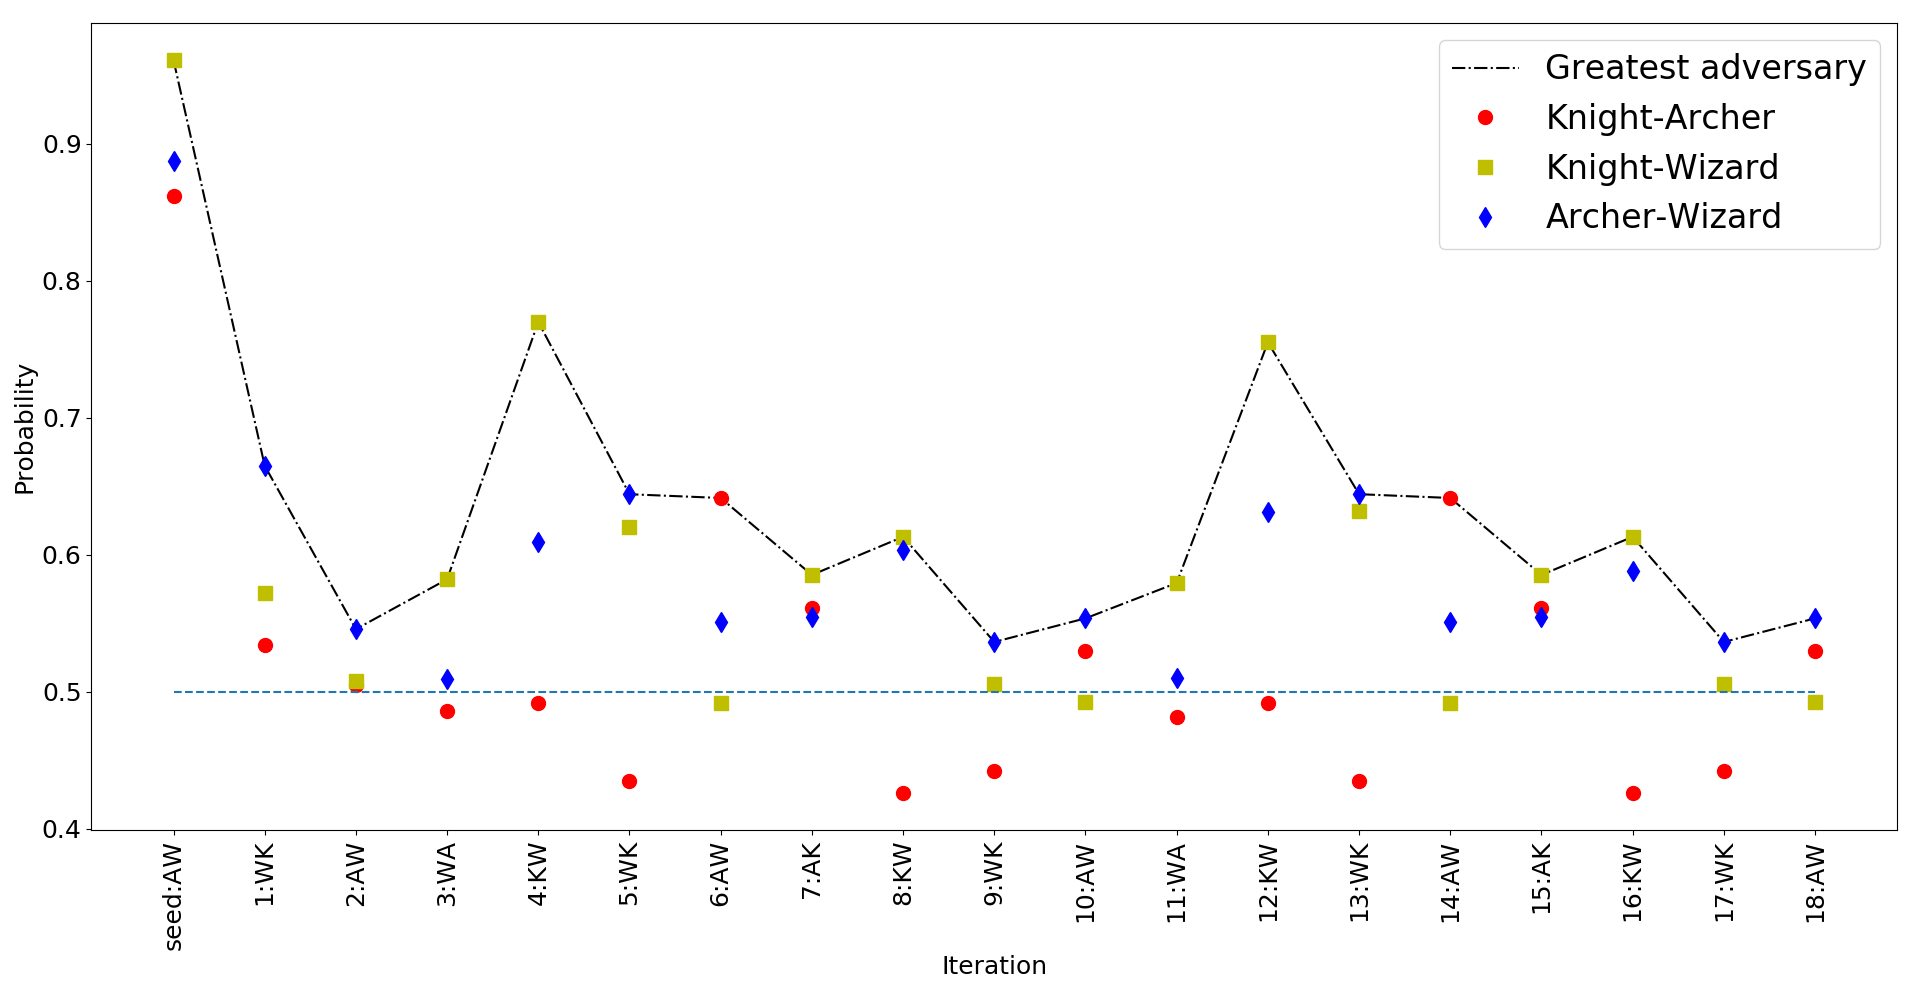 Greatest adversary
Knight-Archer
Knight-Wizard
Archer-Wizard
Probability
0.9
0.8
0.7
0.6
0.5
0.4
seed:AW
1:WK
2:AW
3:WA
4:KW
5:WK
6:AW
7:AK
8:KW
9:WK
10:AW
11:WA
12:KW
13:WK
14:AW
15:AK
16:KW
17:WK
18:AW
Iteration